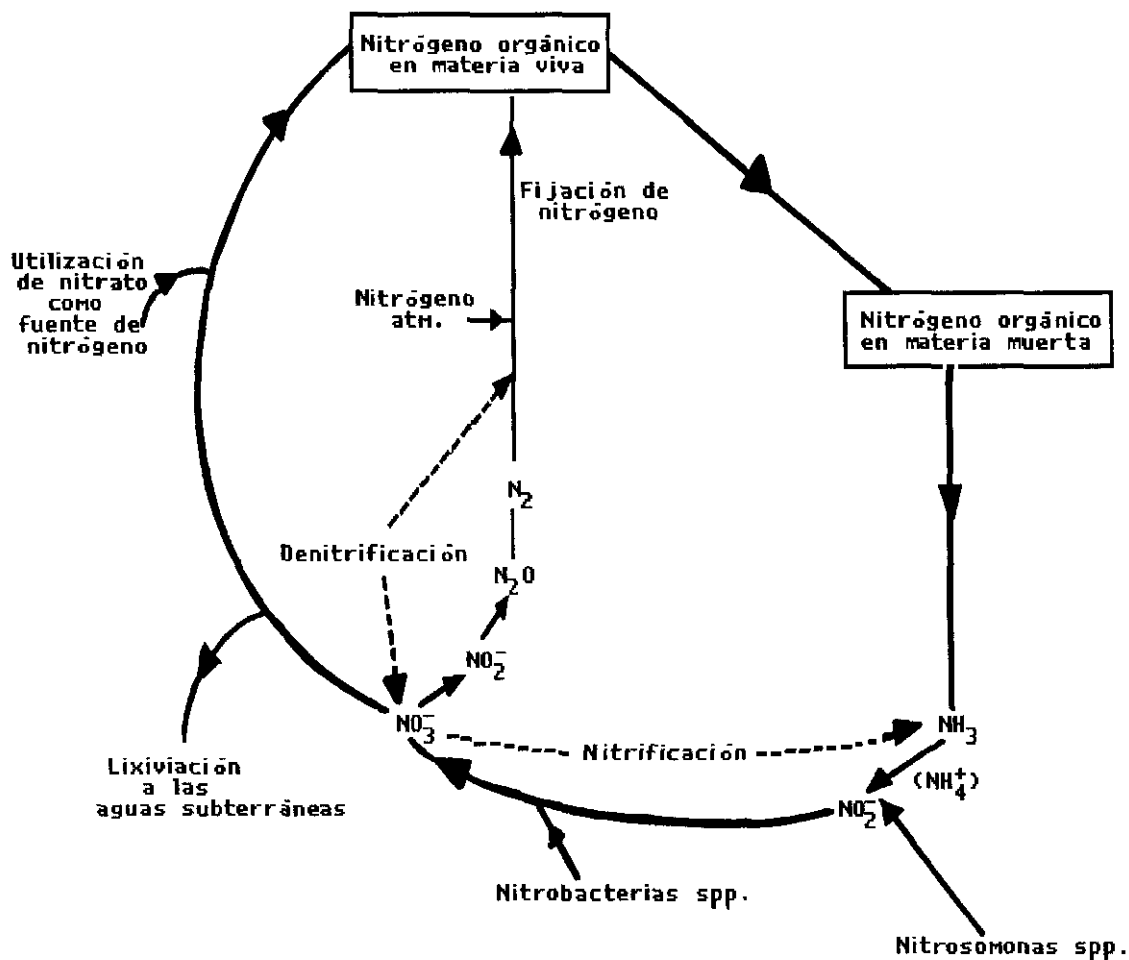 Nitrógeno orgánico
en materia viva
Fijación de
nitrógeno
Utilización
de nitrato
como
fuente de
nitrógeno
Nitrógeno
atm.
Nitrógeno orgánico
en materia muerta
N₂
Denitrificación
N₂O
NO₂⁻
NO₃⁻
Nitrificación
NH₃
(NH₄⁺)
NO₂⁻
Lixiviación
a las
aguas subterráneas
Nitrobacterias spp.
Nitrosomonas spp.